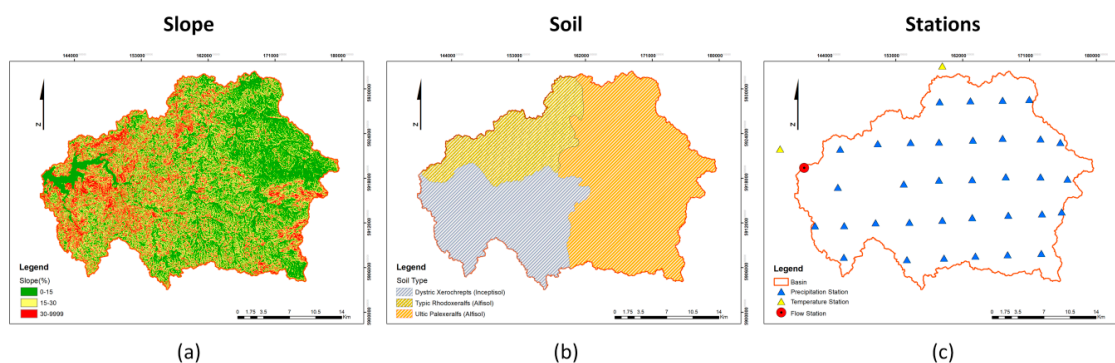 Slope
Soil
Stations
144000 153000 162000 171000 180000
144000 153000 162000 171000 180000
144000 153000 162000 171000 180000
N
N
N
Legend
Slope(%)
0-15
15-30
30-9999
0 1.75 3.5 7 10.5 14
Km
Legend
Soil Type
Dystric Xerochrepts (Inceptisol)
Typic Rhodoxeralfs (Alfisol)
Ultic Palexeralfs (Alfisol)
0 1.75 3.5 7 10.5 14
Km
Legend
Basin
Precipitation Station
Temperature Station
Flow Station
0 1.75 3.5 7 10.5 14
Km
(a)
(b)
(c)